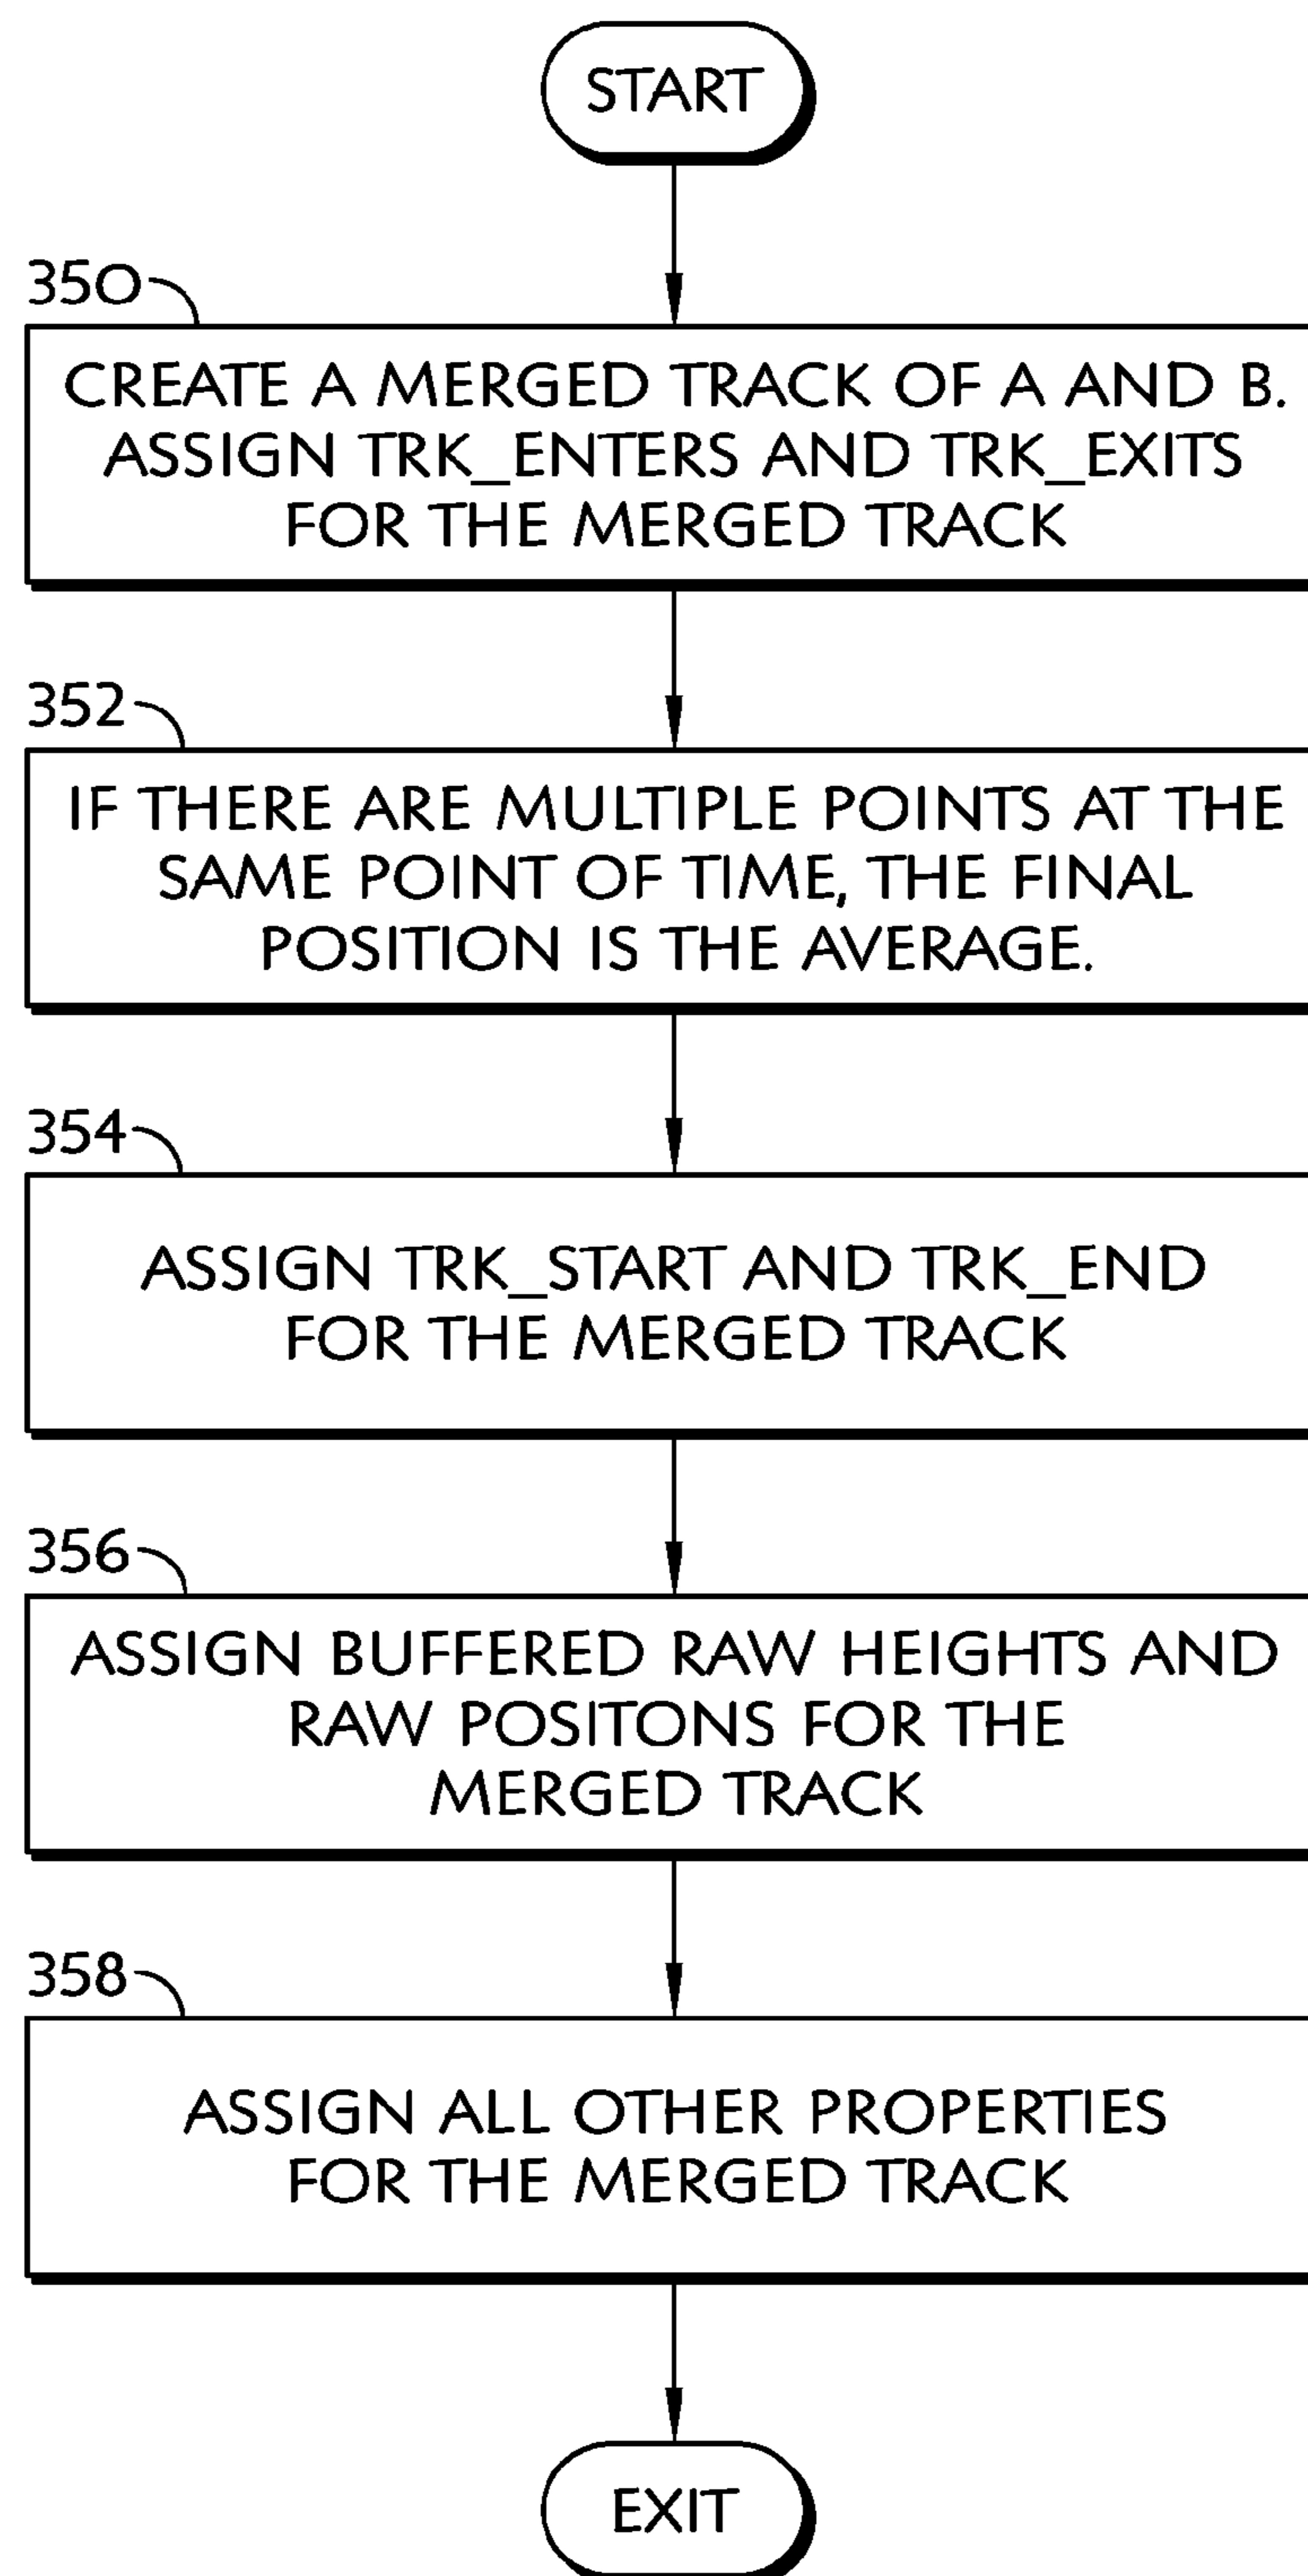 START
350
CREATE A MERGED TRACK OF A AND B.
ASSIGN TRK_ENTERS AND TRK_EXITS
FOR THE MERGED TRACK
352
IF THERE ARE MULTIPLE POINTS AT THE
SAME POINT OF TIME, THE FINAL
POSITION IS THE AVERAGE.
354
ASSIGN TRK_START AND TRK_END
FOR THE MERGED TRACK
356
ASSIGN BUFFERED RAW HEIGHTS AND
RAW POSITONS FOR THE
MERGED TRACK
358
ASSIGN ALL OTHER PROPERTIES
FOR THE MERGED TRACK
EXIT